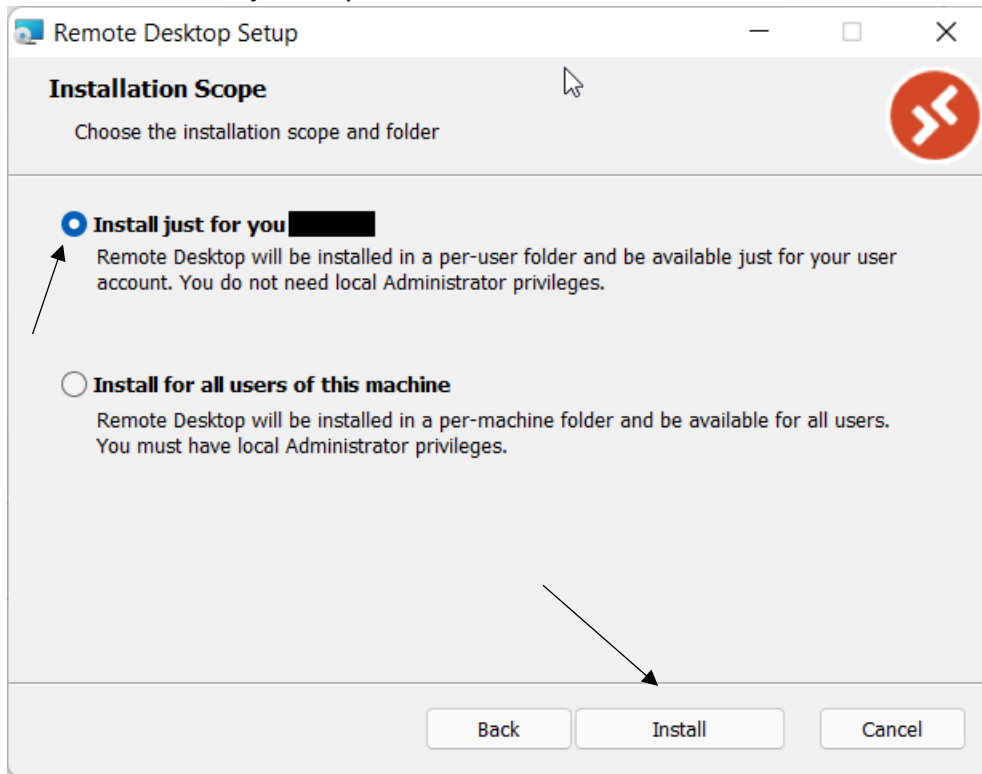 Remote Desktop Setup
Installation Scope
Choose the installation scope and folder
Install just for you
Remote Desktop will be installed in a per-user folder and be available just for your user
account. You do not need local Administrator privileges.
Install for all users of this machine
Remote Desktop will be installed in a per-machine folder and be available for all users.
You must have local Administrator privileges.
Back Install Cancel